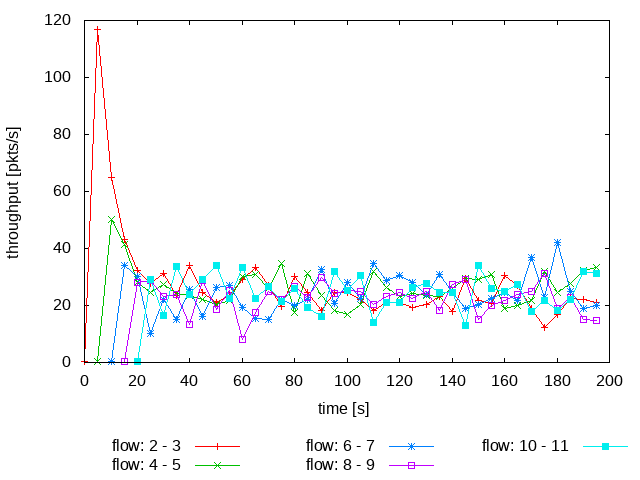 120
100
80
60
40
20
0
throughput [pkts/s]
0 20 40 60 80 100 120 140 160 180 200
time [s]
flow: 2 - 3 flow: 6 - 7 flow: 10 - 11
flow: 4 - 5 flow: 8 - 9